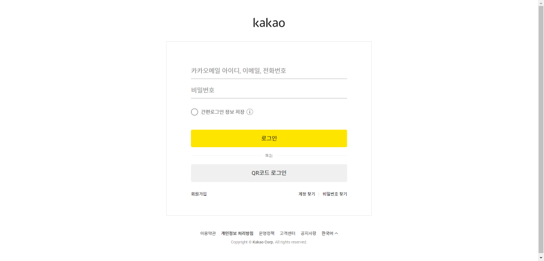 kakao
카카오메일 아이디, 이메일, 전화번호
비밀번호
간편로그인 정보 저장
로그인
또는
QR코드 로그인
회원가입 계정 찾기 비밀번호 찾기
이용약관 개인정보 처리방침 운영정책 고객센터 공지사항 한국어
Copyright © Kakao Corp. All rights reserved.